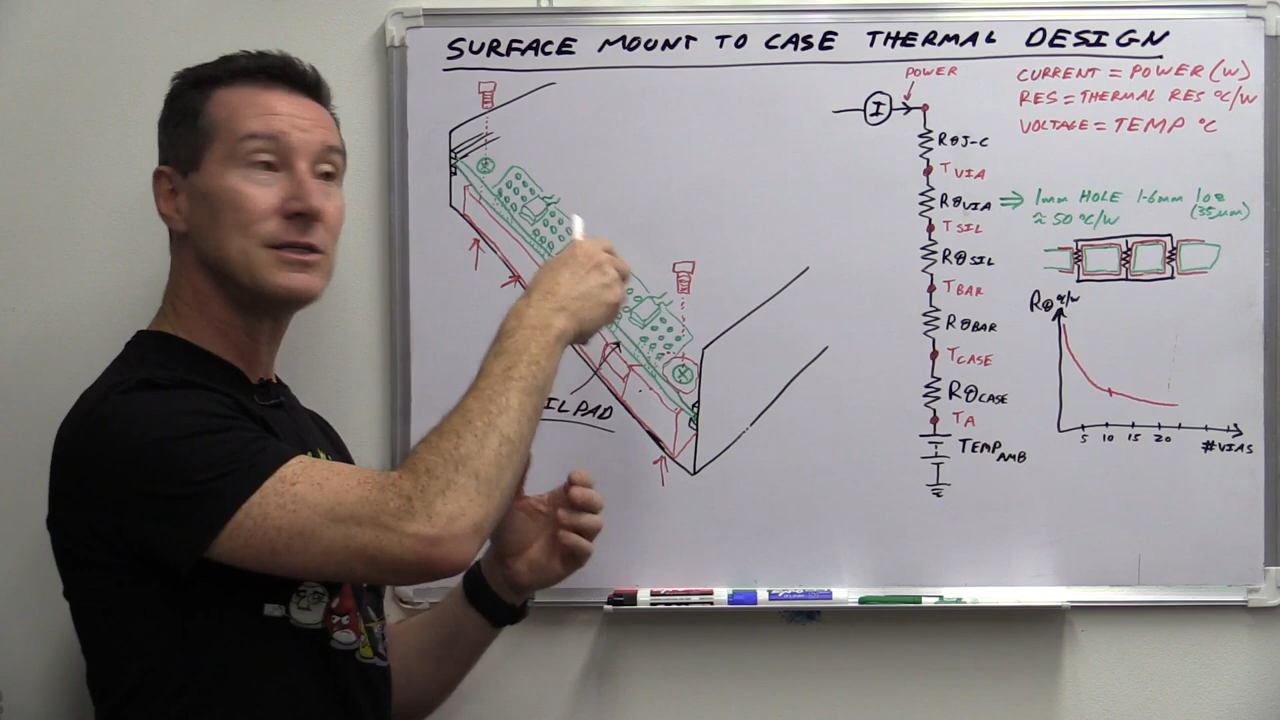 SURFACE MOUNT TO CASE THERMAL DESIGN
POWER
I
CURRENT = POWER (W)
RES = THERMAL RES °C/W
VOLTAGE = TEMP °C
RθJ-C
TVIA
RθVIA ⇒ 1mm HOLE 1-6mm 1oz
≈ 50 °C/W (35µm)
TSIL
RθSIL
TBAR
RθBAR
TCASE
RθCASE
TA
TEMPAMB
Rθ °C/W
5 10 15 20
#VIAS
IL PAD